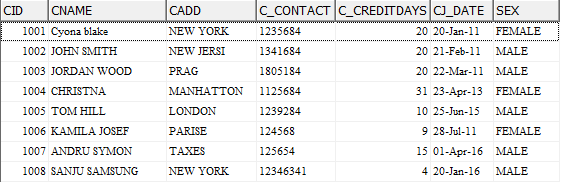 CID CNAME CADD C_CONTACT C_CREDITDAYS CJ_DATE SEX
1001 Cyona blake NEW YORK 1235684 20 20-Jan-11 FEMALE
1002 JOHN SMITH NEW JERSI 1341684 20 21-Feb-11 MALE
1003 JORDAN WOOD PRAG 1805184 20 22-Mar-11 MALE
1004 CHRISTNA MANHATTON 1125684 31 23-Apr-13 FEMALE
1005 TOM HILL LONDON 1239284 10 25-Jun-15 MALE
1006 KAMILA JOSEF PARISE 124568 9 28-Jul-11 FEMALE
1007 ANDRU SYMON TAXES 125654 15 01-Apr-16 MALE
1008 SANJU SAMSUNG NEW YORK 12346341 4 20-Jan-16 MALE